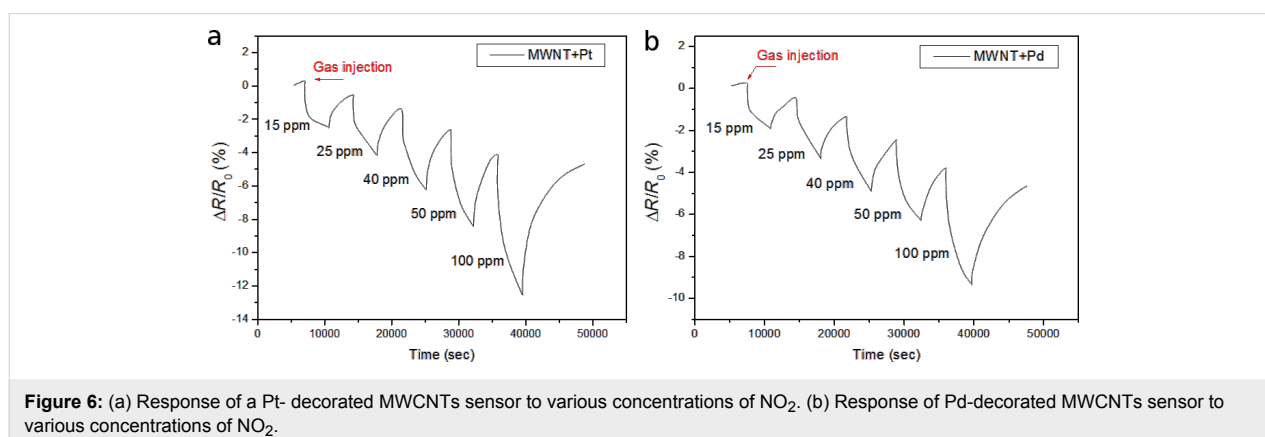 a
Gas injection
MWNT+Pt
2
0
-2
-4
-6
-8
-10
-12
-14
ΔR/R₀ (%)
15 ppm
25 ppm
40 ppm
50 ppm
100 ppm
0 10000 20000 30000 40000 50000
Time (sec)
b
Gas injection
MWNT+Pd
2
0
-2
-4
-6
-8
-10
ΔR/R₀ (%)
15 ppm
25 ppm
40 ppm
50 ppm
100 ppm
0 10000 20000 30000 40000 50000
Time (sec)
Figure 6: (a) Response of a Pt- decorated MWCNTs sensor to various concentrations of NO₂. (b) Response of Pd-decorated MWCNTs sensor to
various concentrations of NO₂.